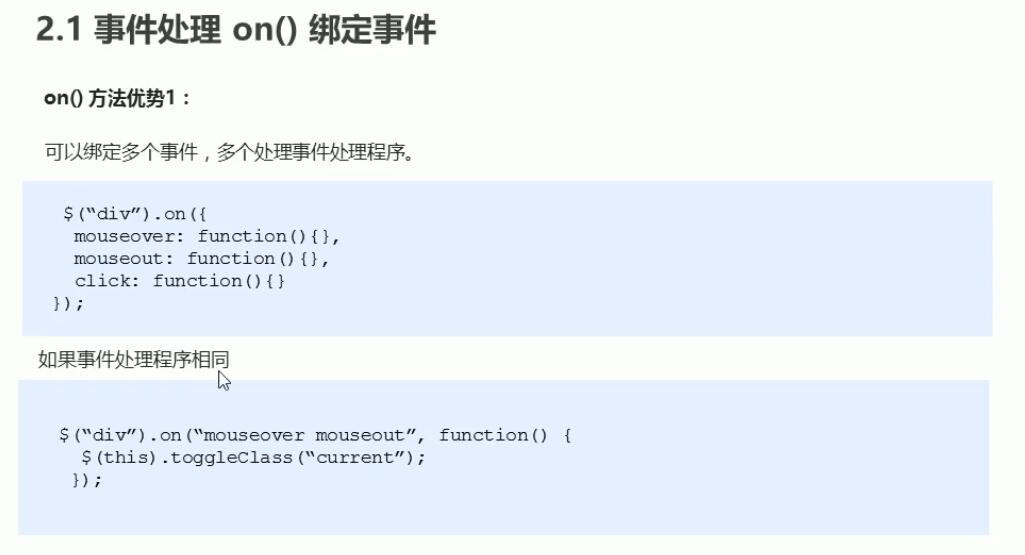 2.1 事件处理 on() 绑定事件
on() 方法优势1：
可以绑定多个事件，多个处理事件处理程序。
$(“div”).on({
mouseover: function(){},
mouseout: function(){},
click: function(){}
});
如果事件处理程序相同
$(“div”).on(“mouseover mouseout”, function() {
$(this).toggleClass(“current”);
});